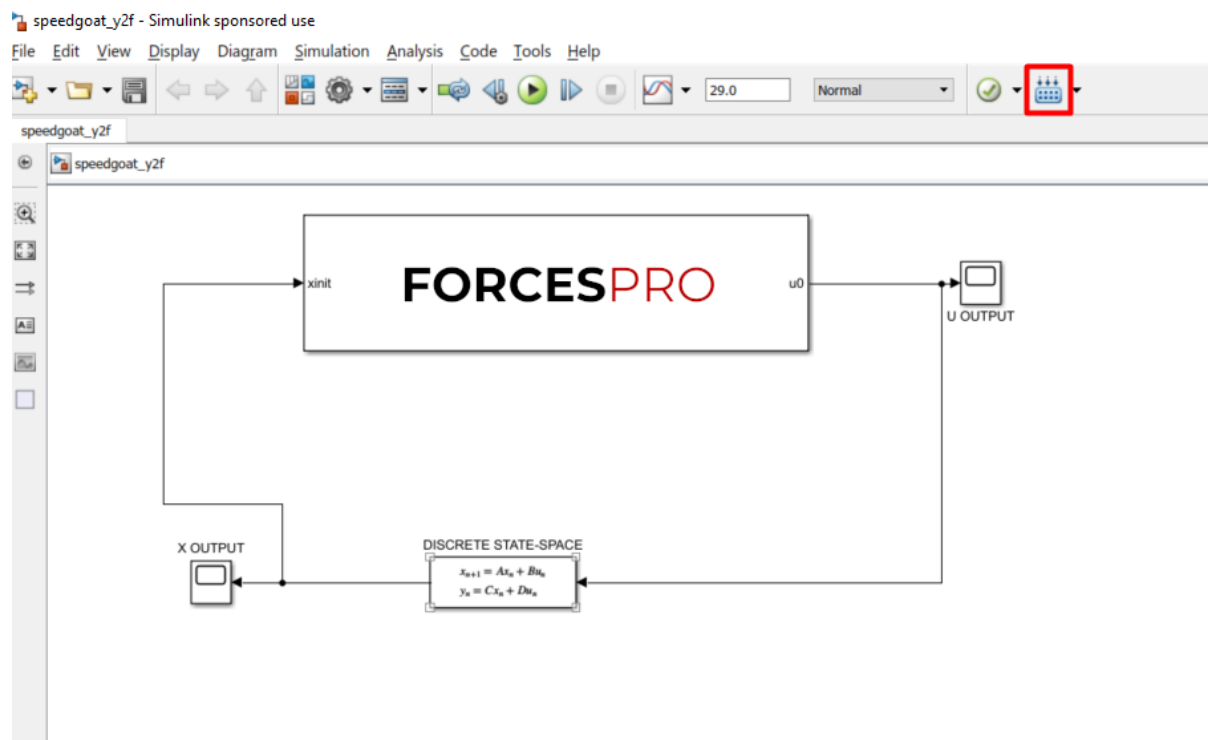 speedgoat_y2f - Simulink sponsored use
File Edit View Display Diagram Simulation Analysis Code Tools Help
29.0 Normal
speedgoat_y2f
speedgoat_y2f
xinit FORCESPRO u0
U OUTPUT
X OUTPUT DISCRETE STATE-SPACE
xₙ₊₁ = Axₙ + Buₙ
yₙ = Cxₙ + Duₙ